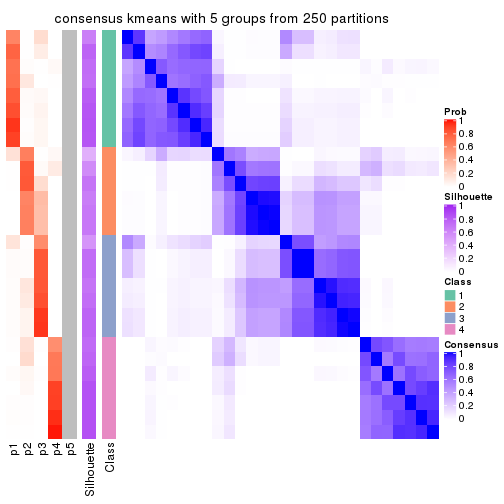 consensus kmeans with 5 groups from 250 partitions
Prob
1
0.8
0.6
0.4
0.2
0
Silhouette
1
0.8
0.6
0.4
0.2
0
Class
1
2
3
4
Consensus
1
0.8
0.6
0.4
0.2
0
p1
p2
p3
p4
p5
Silhouette
Class